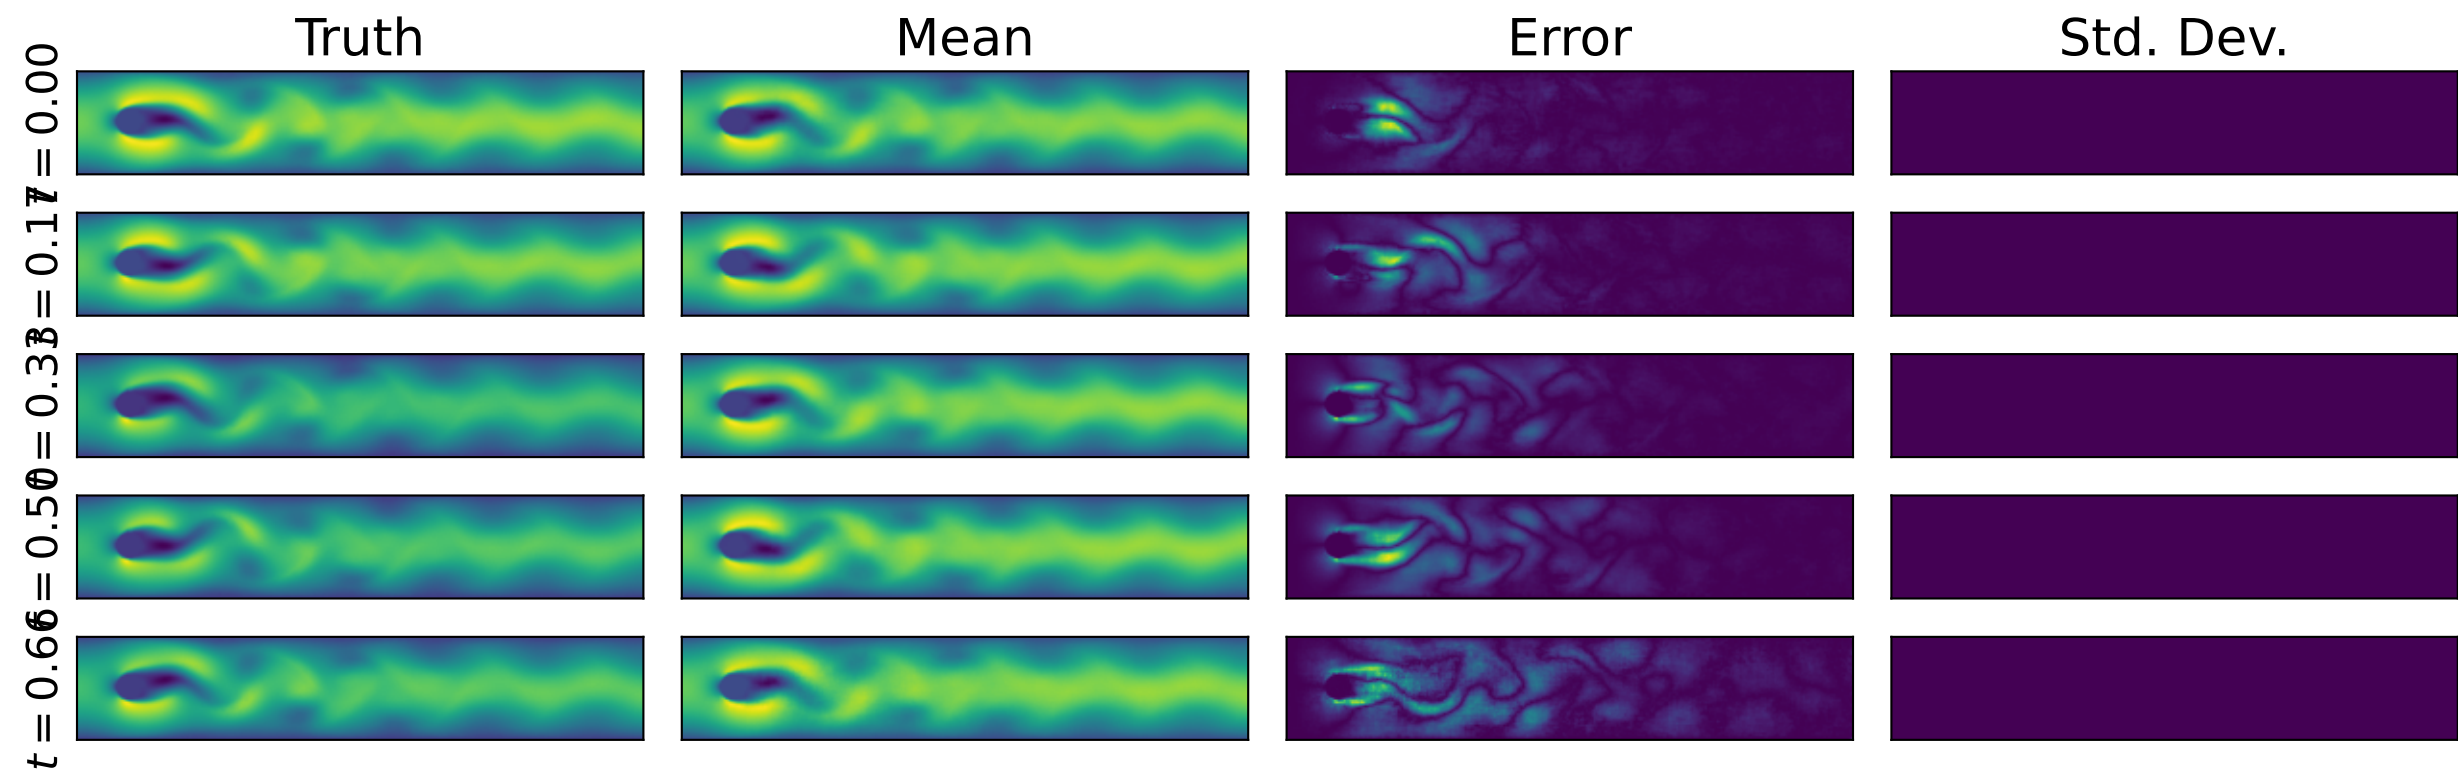 Truth Mean Error Std. Dev.
t = 0.00
t = 0.17
t = 0.33
t = 0.50
t = 0.66